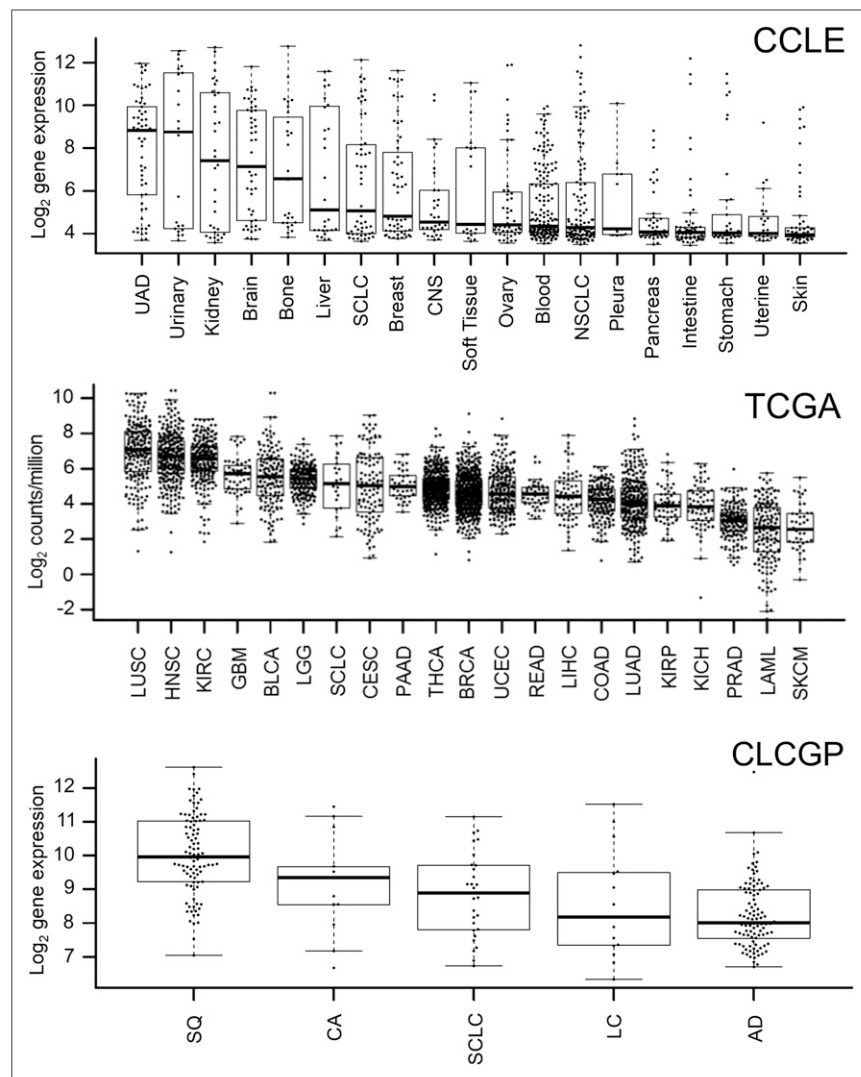 CCLE
Log₂ gene expression
12
10
8
6
4
UAD Urinary Kidney Brain Bone Liver SCLC Breast CNS Soft Tissue Ovary Blood NSCLC Pleura Pancreas Intestine Stomach Uterine Skin
TCGA
Log₂ counts/million
10
8
6
4
2
0
-2
LUSC HNSC KIRC GBM BLCA LGG SCLC CESC PAAD THCA BRCA UCEC READ LIHC COAD LUAD KIRP KICH PRAD LAML SKCM
CLCGP
Log₂ gene expression
12
11
10
9
8
7
SQ CA SCLC LC AD